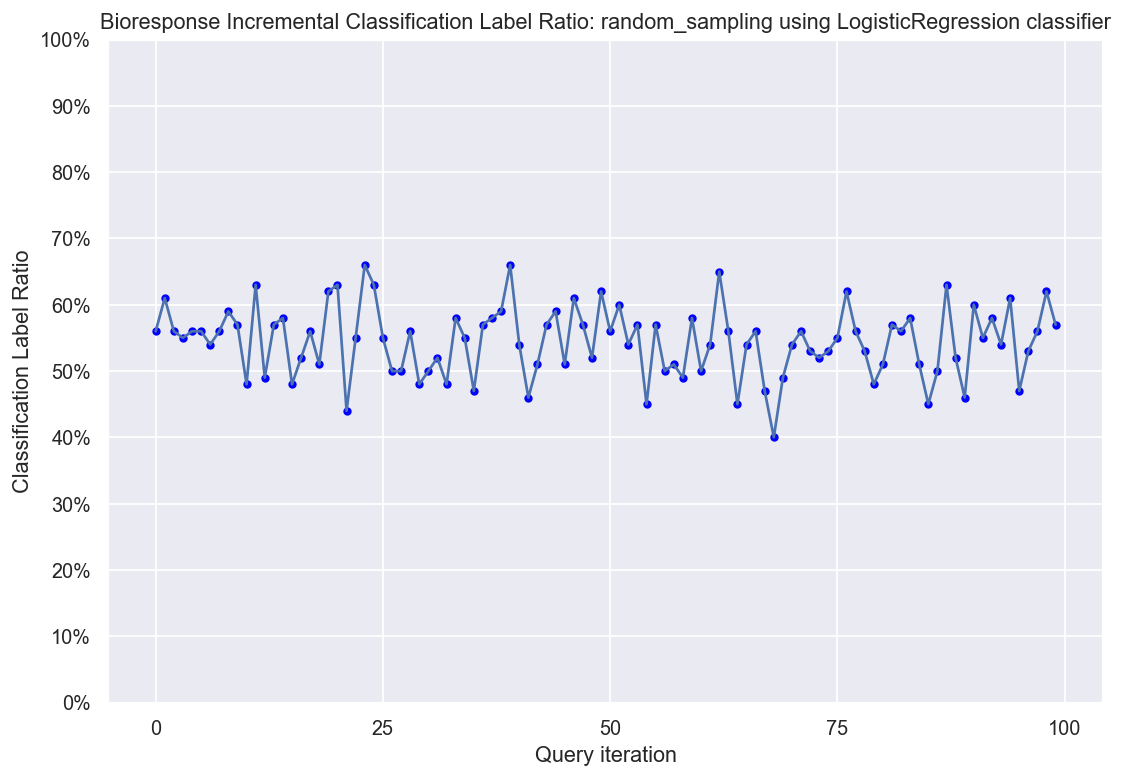 Bioresponse Incremental Classification Label Ratio: random_sampling using LogisticRegression classifier
100%
90%
80%
70%
60%
50%
40%
30%
20%
10%
0%
Classification Label Ratio
0 25 50 75 100
Query iteration